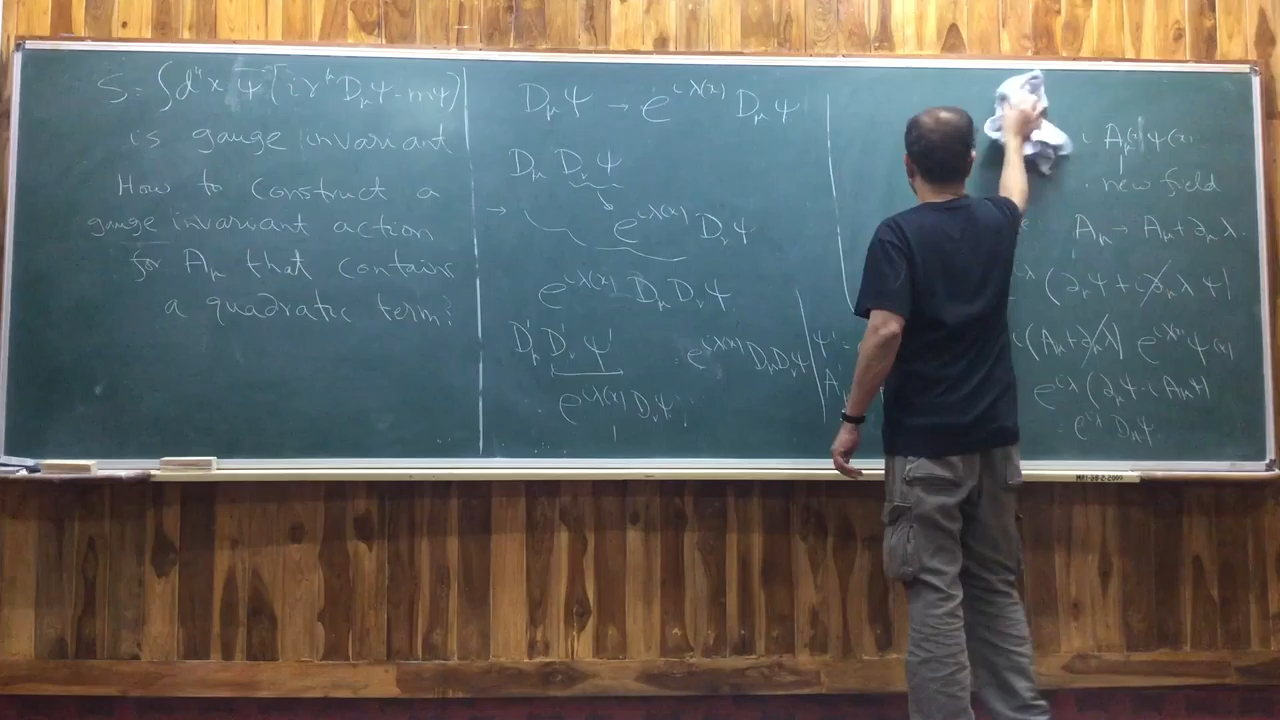 S = ∫d⁴x Ψ̄ [iγ^μ D_μ Ψ - mΨ]
is gauge invariant
How to construct a
gauge invariant action
for A_μ that contains
a quadratic term?
D_μ Ψ → e^{iλ(x)} D_μ Ψ
D_μ D_ν Ψ
→ e^{iλ(x)} D_ν Ψ
e^{iλ(x)} D_μ D_ν Ψ
D'_μ D'_ν Ψ' = e^{iλ(x)} D_μ D_ν Ψ
e^{iλ(x)} D_ν Ψ
Ψ' =
A'_μ
i A_μ(x) Ψ(x)
new field
A_μ → A_μ + ∂_μ λ
(∂_μ Ψ + i ∂_μ λ Ψ)
(A_μ + ∂_μ λ) e^{iλ(x)} Ψ(x)
e^{iλ} (∂_μ Ψ - i A_μ Ψ)
= e^{iλ} D_μ Ψ